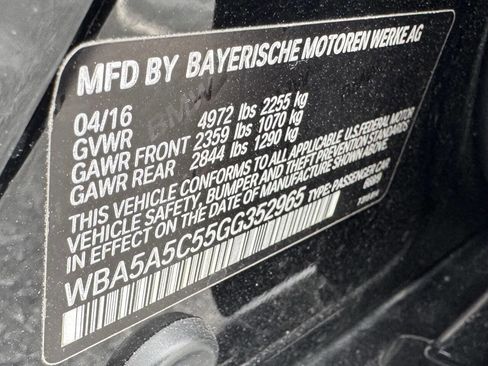 MFD BY BAYERISCHE MOTOREN WERKE AG
04/16
GVWR 4972 lbs 2255 kg
GAWR FRONT 2359 lbs 1070 kg
GAWR REAR 2844 lbs 1290 kg
THIS VEHICLE CONFORMS TO ALL APPLICABLE U.S. FEDERAL MOTOR
VEHICLE SAFETY, BUMPER AND THEFT PREVENTION STANDARDS
IN EFFECT ON THE DATE OF MANUFACTURE SHOWN ABOVE.
WBA5A5C55GG352965 TYPE: PASSENGER CAR